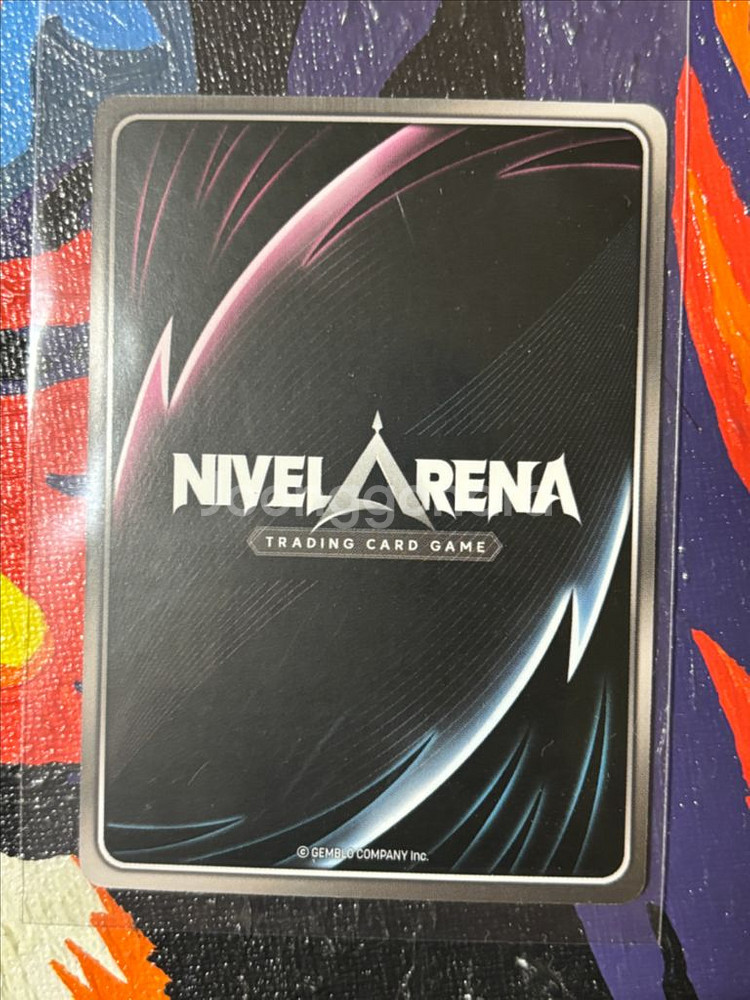 NIVEL ARENA
TRADING CARD GAME
© GEMBLO COMPANY Inc.